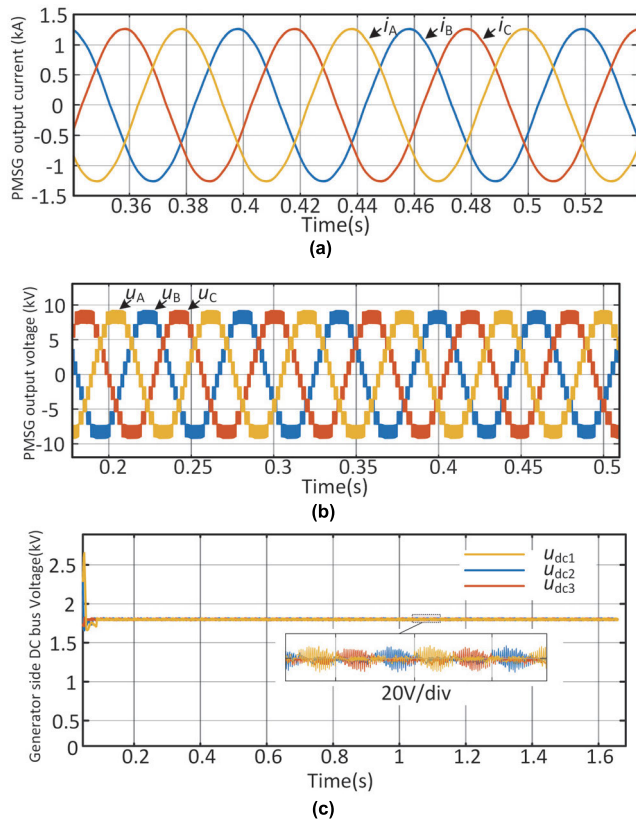 PMSG output current (kA)
1.5
1
0.5
0
-0.5
-1
-1.5
iA iB iC
0.36 0.38 0.4 0.42 0.44 0.46 0.48 0.5 0.52
Time(s)
(a)
PMSG output voltage (kV)
10
5
0
-5
-10
uA uB uC
0.2 0.25 0.3 0.35 0.4 0.45 0.5
Time(s)
(b)
Generator side DC bus Voltage(kV)
2.5
2
1.5
1
0.5
0
udc1
udc2
udc3
20V/div
0.2 0.4 0.6 0.8 1 1.2 1.4 1.6
Time(s)
(c)